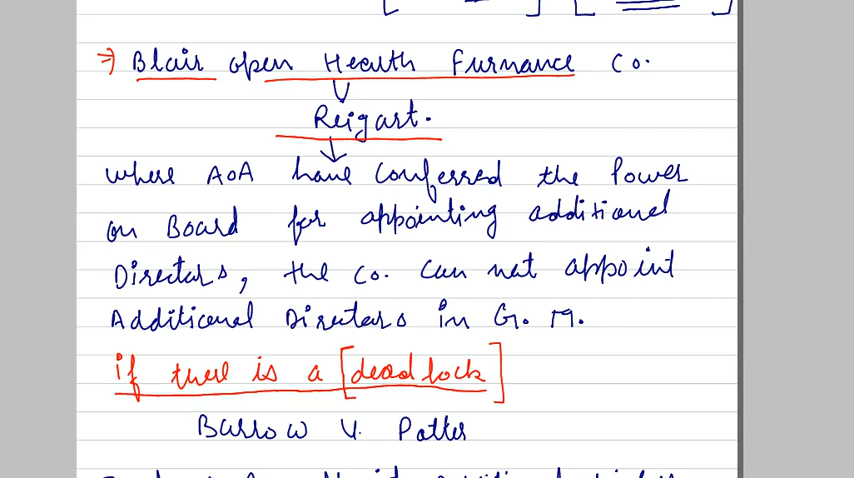 ⇒ Blair open Hearth Furnance Co.
Reigart.
where AOA have conferred the Power
on Board for appointing additional
Directors, the co. can not appoint
Additional Directors in G.M.
if there is a [deadlock]
Barrow V. Potter